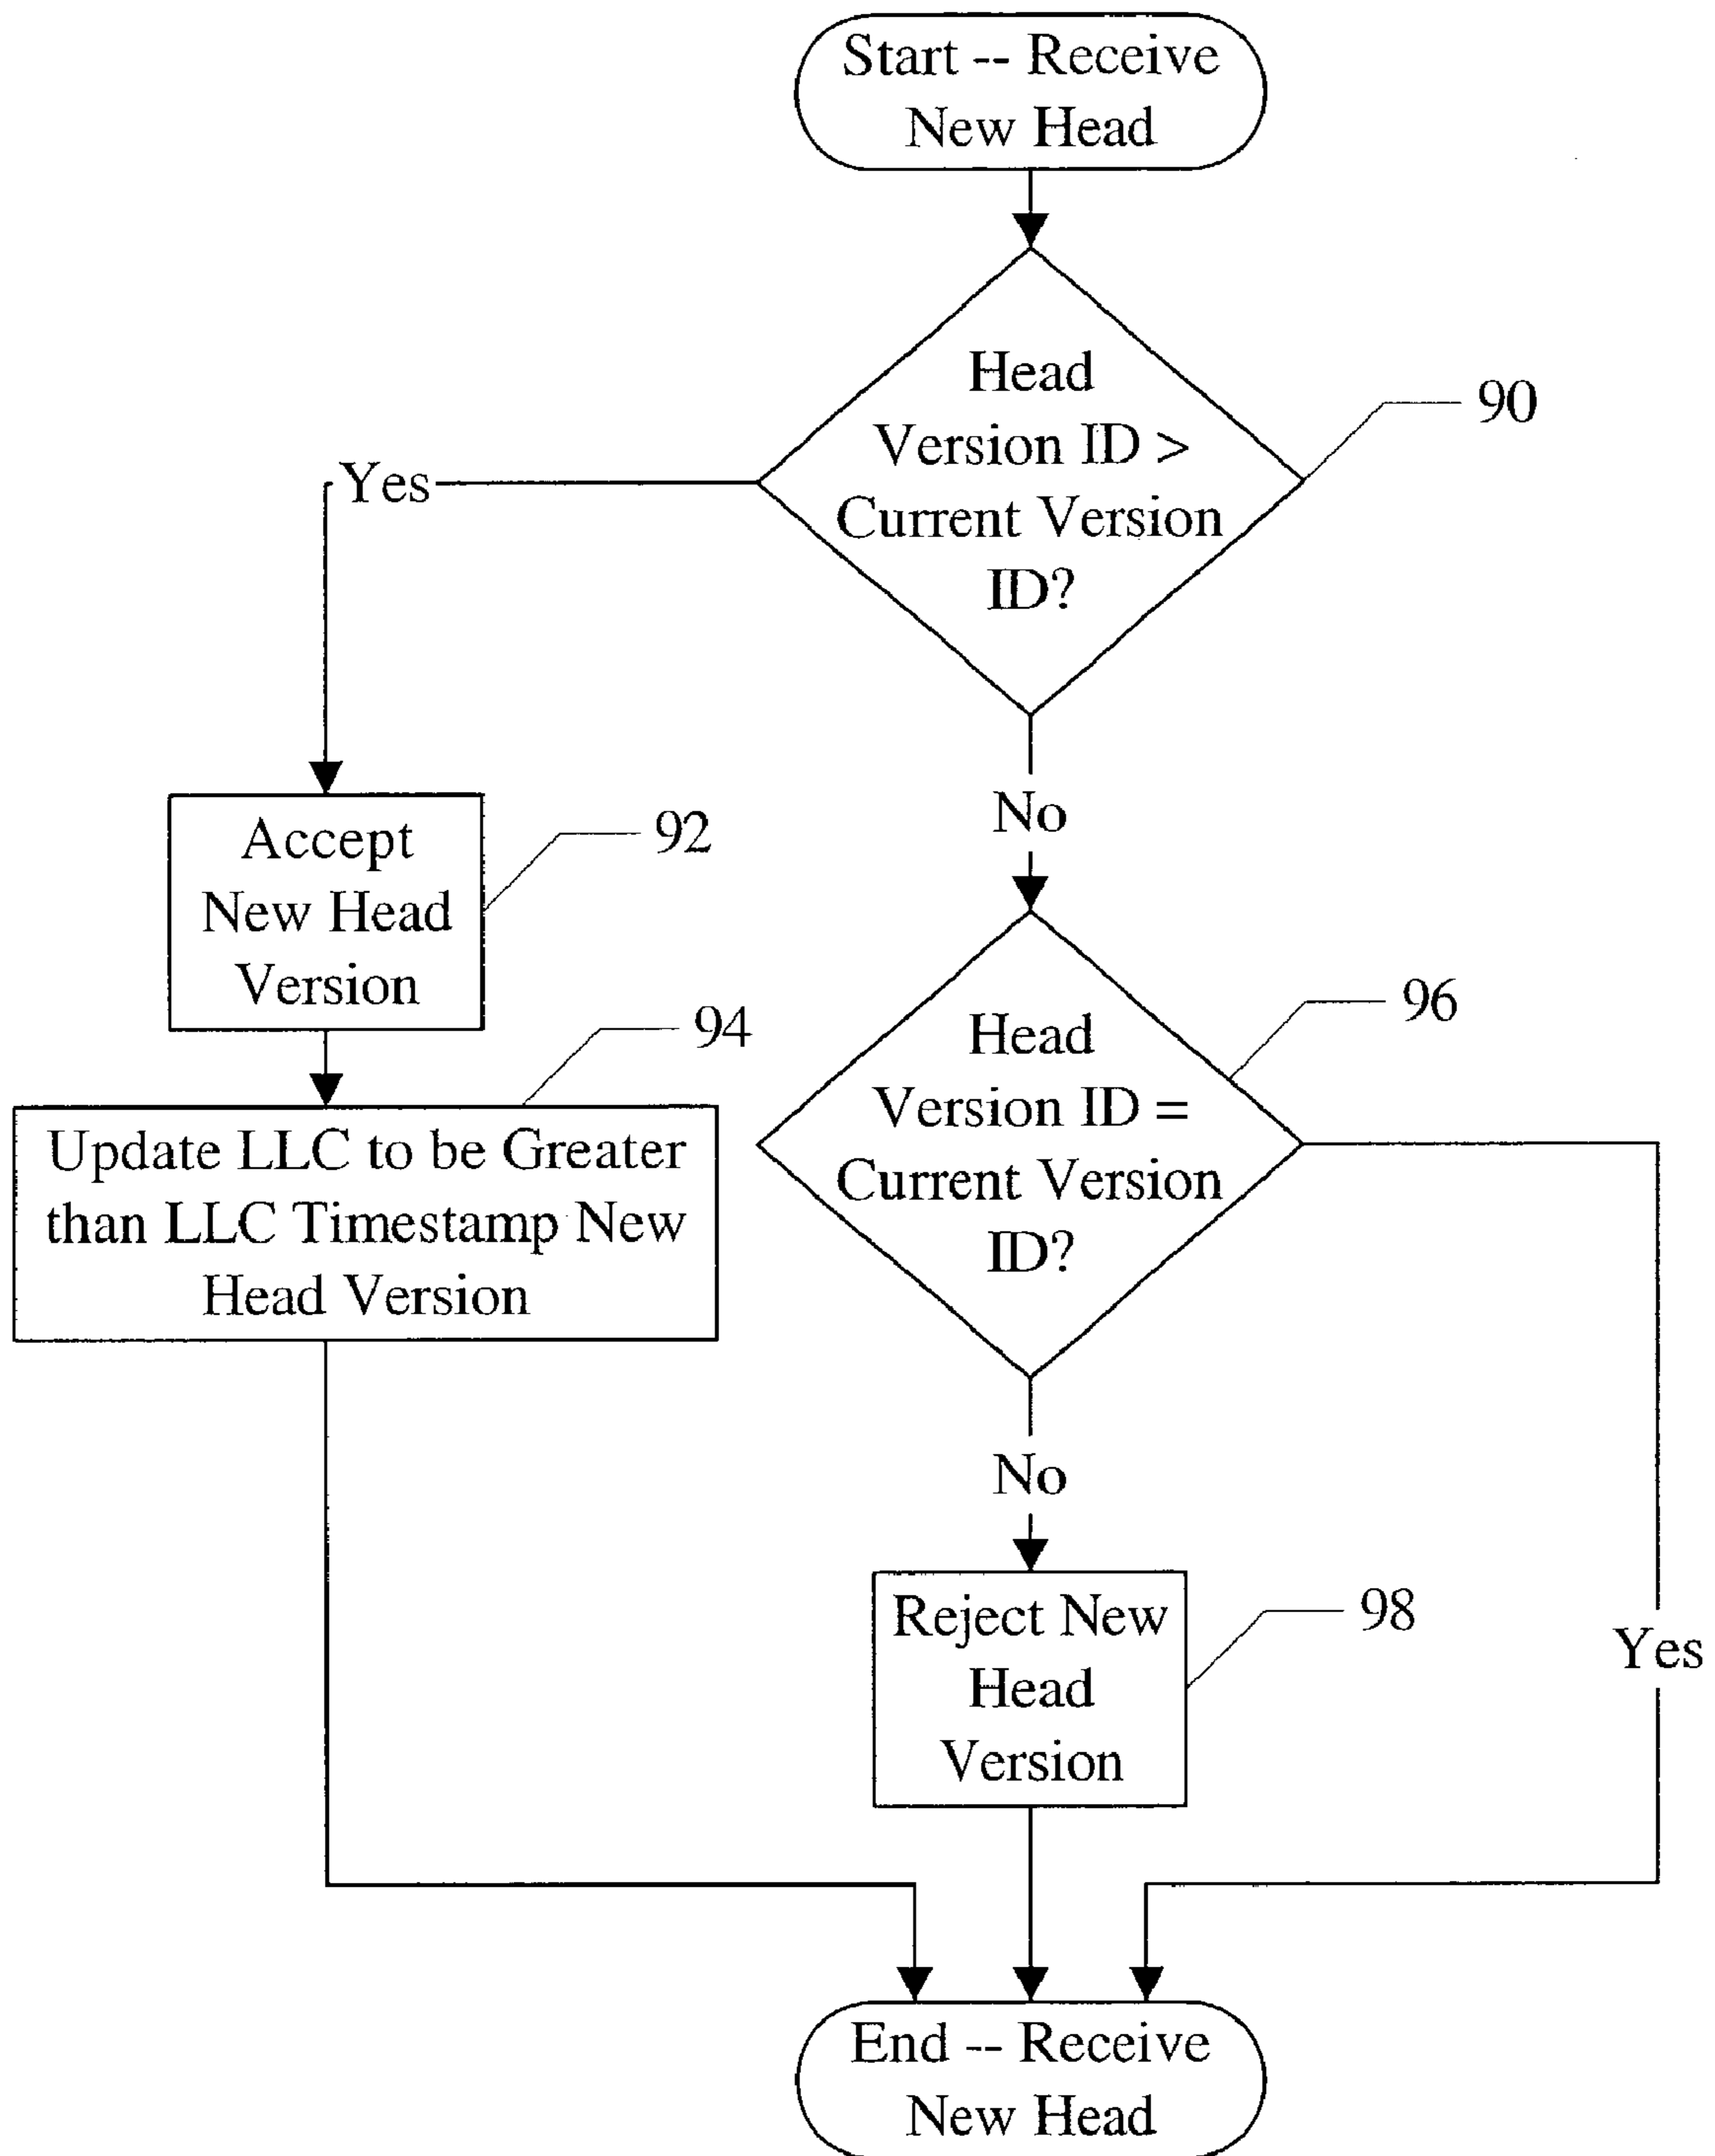 Start -- Receive
New Head
Head
Version ID >
Current Version
ID?
90
Yes
No
Accept
New Head
Version
92
94
Update LLC to be Greater
than LLC Timestamp New
Head Version
Head
Version ID =
Current Version
ID?
96
No
Reject New
Head
Version
98
Yes
End -- Receive
New Head